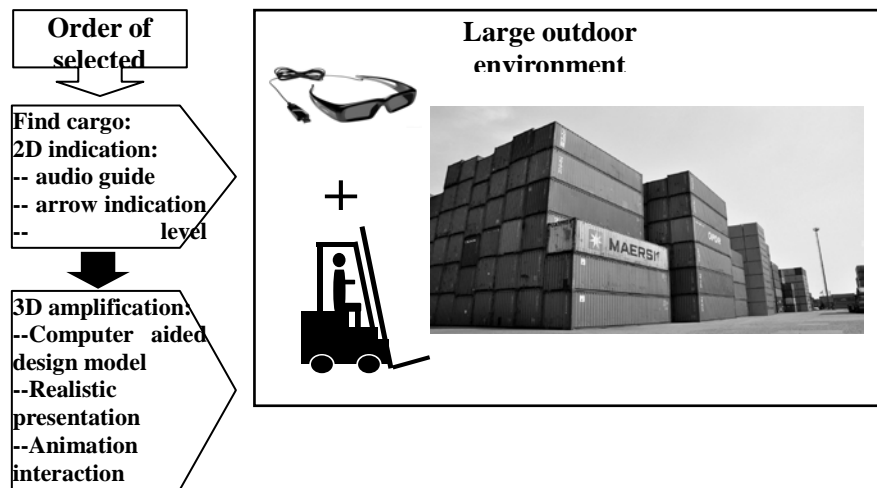 Order of
selected
Find cargo:
2D indication:
-- audio guide
-- arrow indication
-- level
3D amplification:
--Computer aided
design model
--Realistic
presentation
--Animation
interaction
Large outdoor
environment
MAERSK